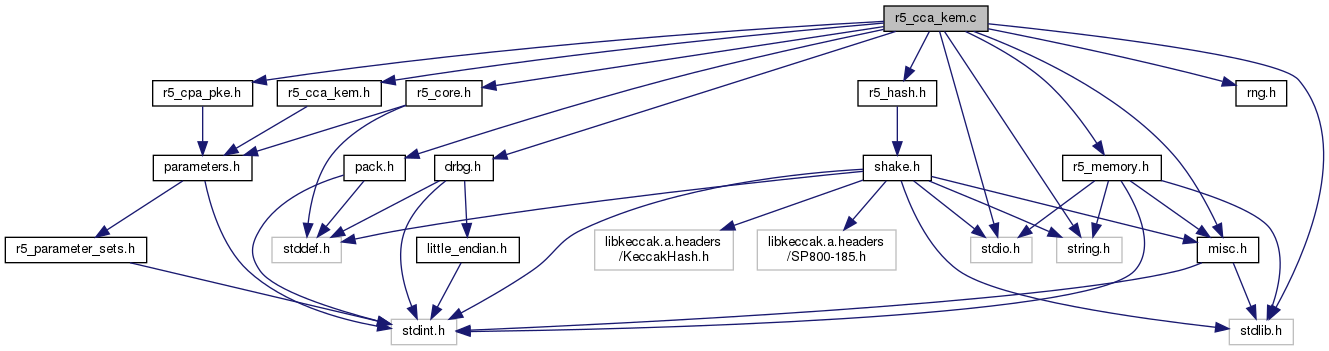 r5_cca_kem.c
r5_cpa_pke.h
r5_cca_kem.h
r5_core.h
r5_hash.h
rng.h
parameters.h
pack.h
drbg.h
shake.h
r5_memory.h
r5_parameter_sets.h
stddef.h
little_endian.h
libkeccak.a.headers
/KeccakHash.h
libkeccak.a.headers
/SP800-185.h
stdio.h
string.h
misc.h
stdint.h
stdlib.h